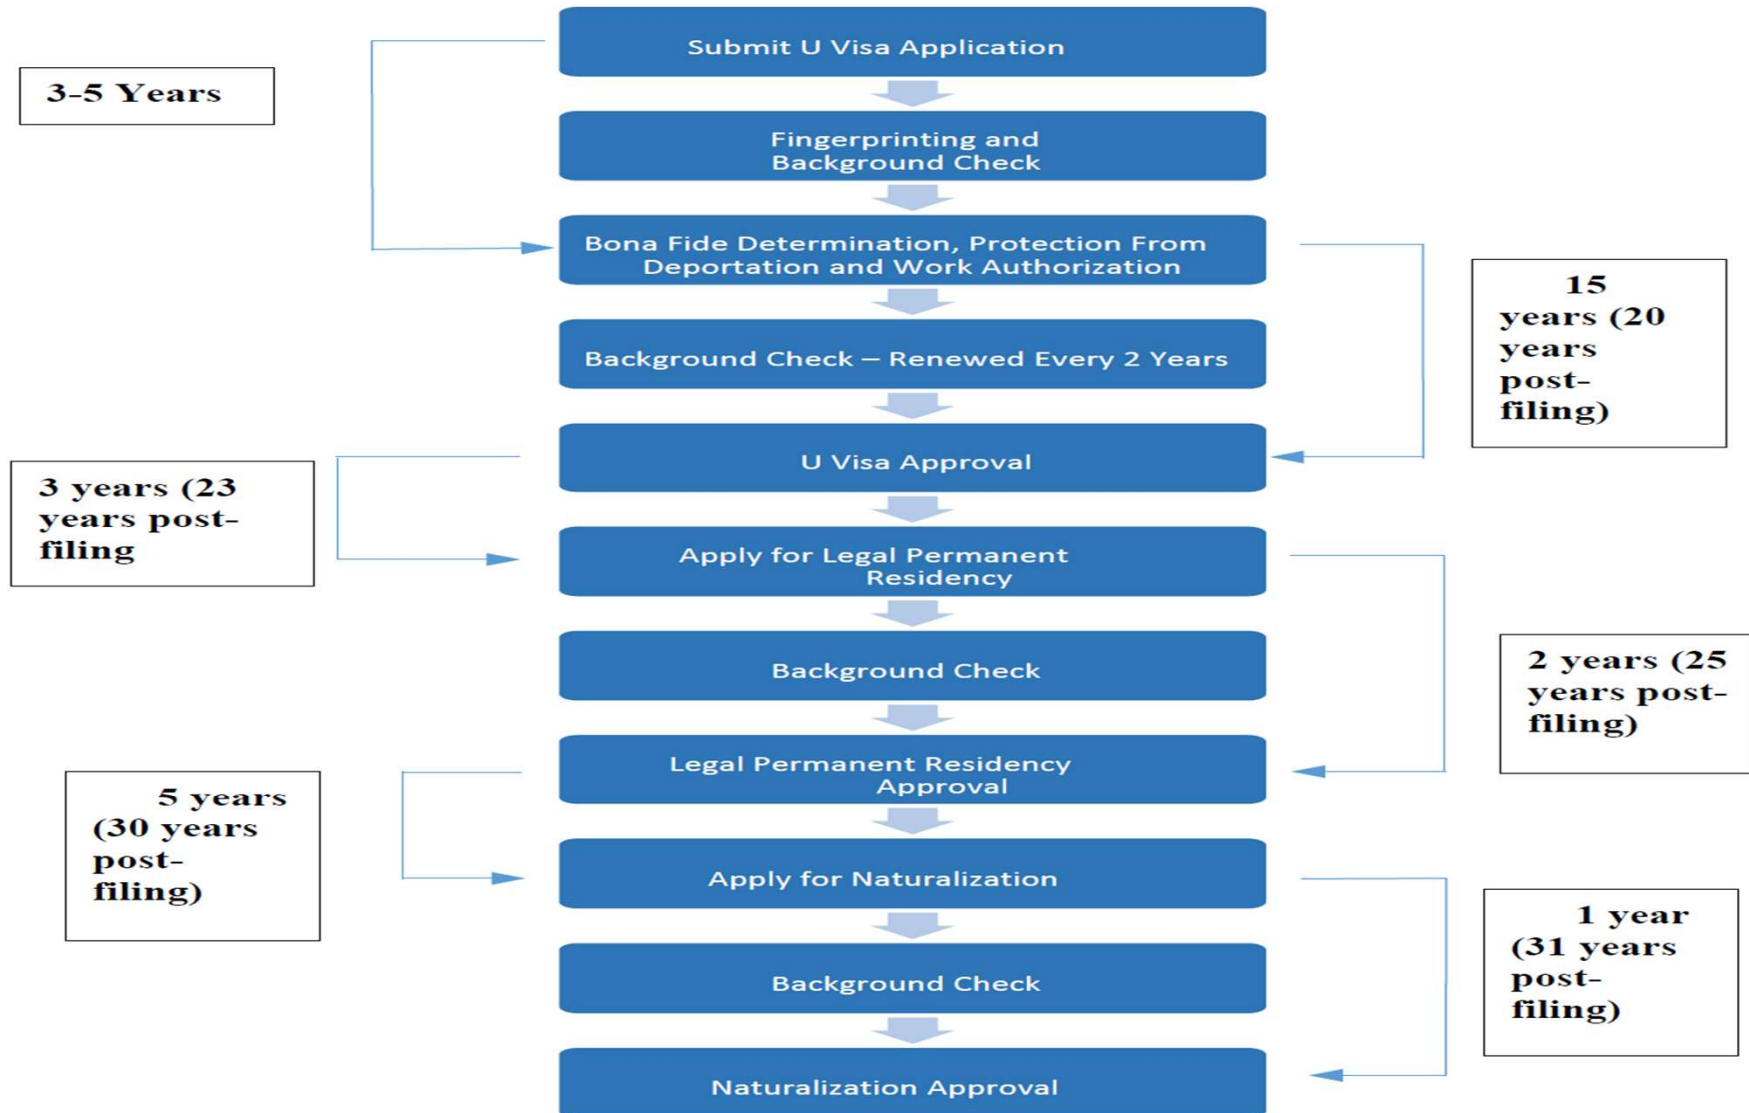 Submit U Visa Application
3-5 Years
Fingerprinting and
Background Check
Bona Fide Determination, Protection From
Deportation and Work Authorization
15
years (20
years
post-
filing)
Background Check – Renewed Every 2 Years
U Visa Approval
3 years (23
years post-
filing
Apply for Legal Permanent
Residency
Background Check
2 years (25
years post-
filing)
Legal Permanent Residency
Approval
5 years
(30 years
post-
filing)
Apply for Naturalization
1 year
(31 years
post-
filing)
Background Check
Naturalization Approval